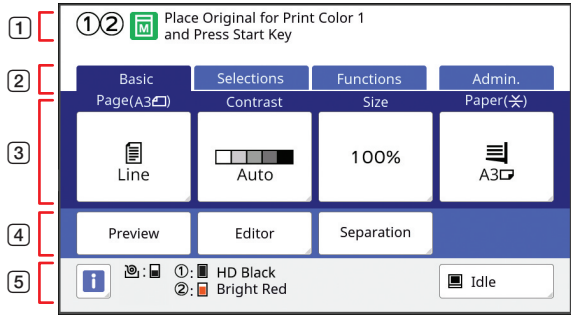 1
①② M Place Original for Print Color 1
and Press Start Key
2
Basic Selections Functions Admin.
3
Page(A3) Contrast Size Paper()
Line Auto 100% A3
4
Preview Editor Separation
5
i ①: HD Black
②: Bright Red
Idle